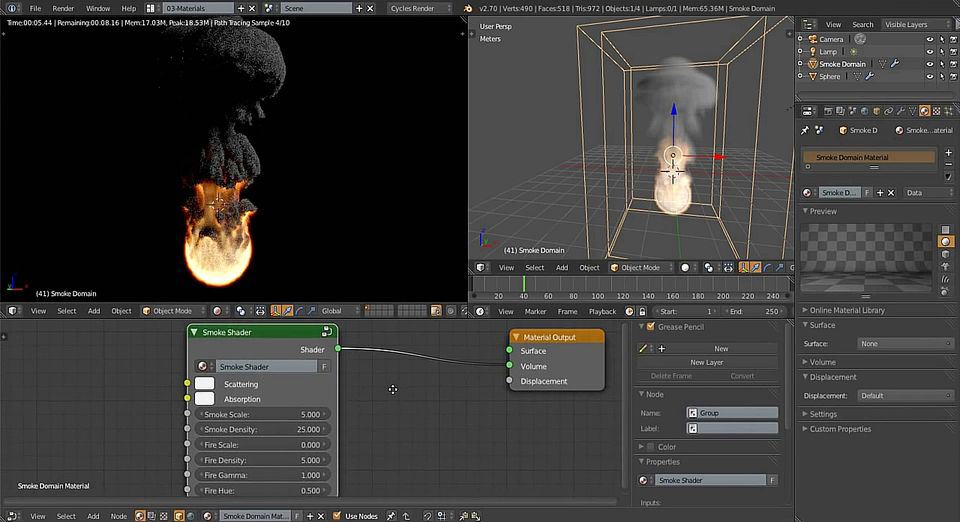 File Render Window Help 03-Materials Scene Cycles Render v2.70 | Verts:490 | Faces:518 | Tris:972 | Objects:1/4 | Lamps:0/1 | Mem:65.36M | Smoke Domain
Time:00:05.44 | Remaining:00:08.16 | Mem:17.03M, Peak:18.53M | Path Tracing Sample 4/10
User Persp
Meters
(41) Smoke Domain
View Select Add Object Object Mode Global
(41) Smoke Domain
View Select Add Object Object Mode
20 40 60 80 100 120 140 160 180 200 220 240
View Marker Frame Playback Start: 1 End: 250
View Search Visible Layers
Camera
Lamp
Smoke Domain
Sphere
Smoke D Smoke...aterial
Smoke Domain Material
Smoke D... F Data
Preview
Online Material Library
Surface
Surface: None
Volume
Displacement
Displacement: Default
Settings
Custom Properties
Smoke Shader
Shader
Smoke Shader F
Scattering
Absorption
Smoke Scale: 5.000
Smoke Density: 25.000
Fire Scale: 0.000
Fire Density: 5.000
Fire Gamma: 1.000
Fire Hue: 0.500
Material Output
Surface
Volume
Displacement
Grease Pencil
New
New Layer
Delete Frame Convert
Node
Name: Group
Label:
Color
Properties
Smoke Shader F
Inputs:
Smoke Domain Material
View Select Add Node Smoke Domain Mat... F Use Nodes